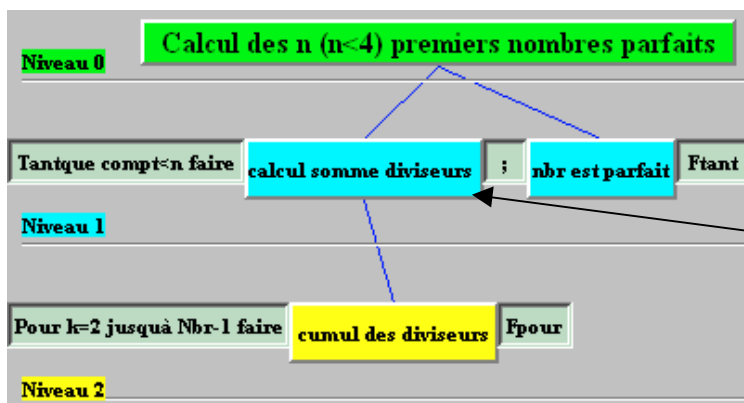 Calcul des n (n<4) premiers nombres parfaits
Niveau 0
Tantque compt<n faire calcul somme diviseurs ; nbr est parfait Ftant
Niveau 1
Pour k=2 jusquà Nbr-1 faire cumul des diviseurs Fpour
Niveau 2